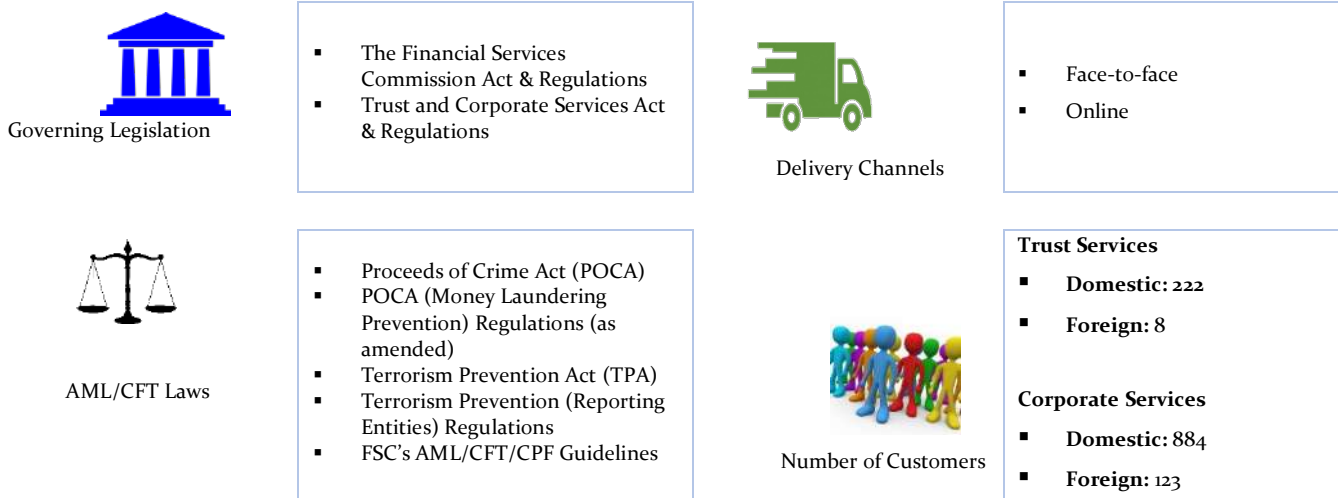 Governing Legislation
▪ The Financial Services
Commission Act & Regulations
▪ Trust and Corporate Services Act
& Regulations
Delivery Channels
▪ Face-to-face
▪ Online
AML/CFT Laws
▪ Proceeds of Crime Act (POCA)
▪ POCA (Money Laundering
Prevention) Regulations (as
amended)
▪ Terrorism Prevention Act (TPA)
▪ Terrorism Prevention (Reporting
Entities) Regulations
▪ FSC's AML/CFT/CPF Guidelines
Number of Customers
Trust Services
▪ Domestic: 222
▪ Foreign: 8
Corporate Services
▪ Domestic: 884
▪ Foreign: 123